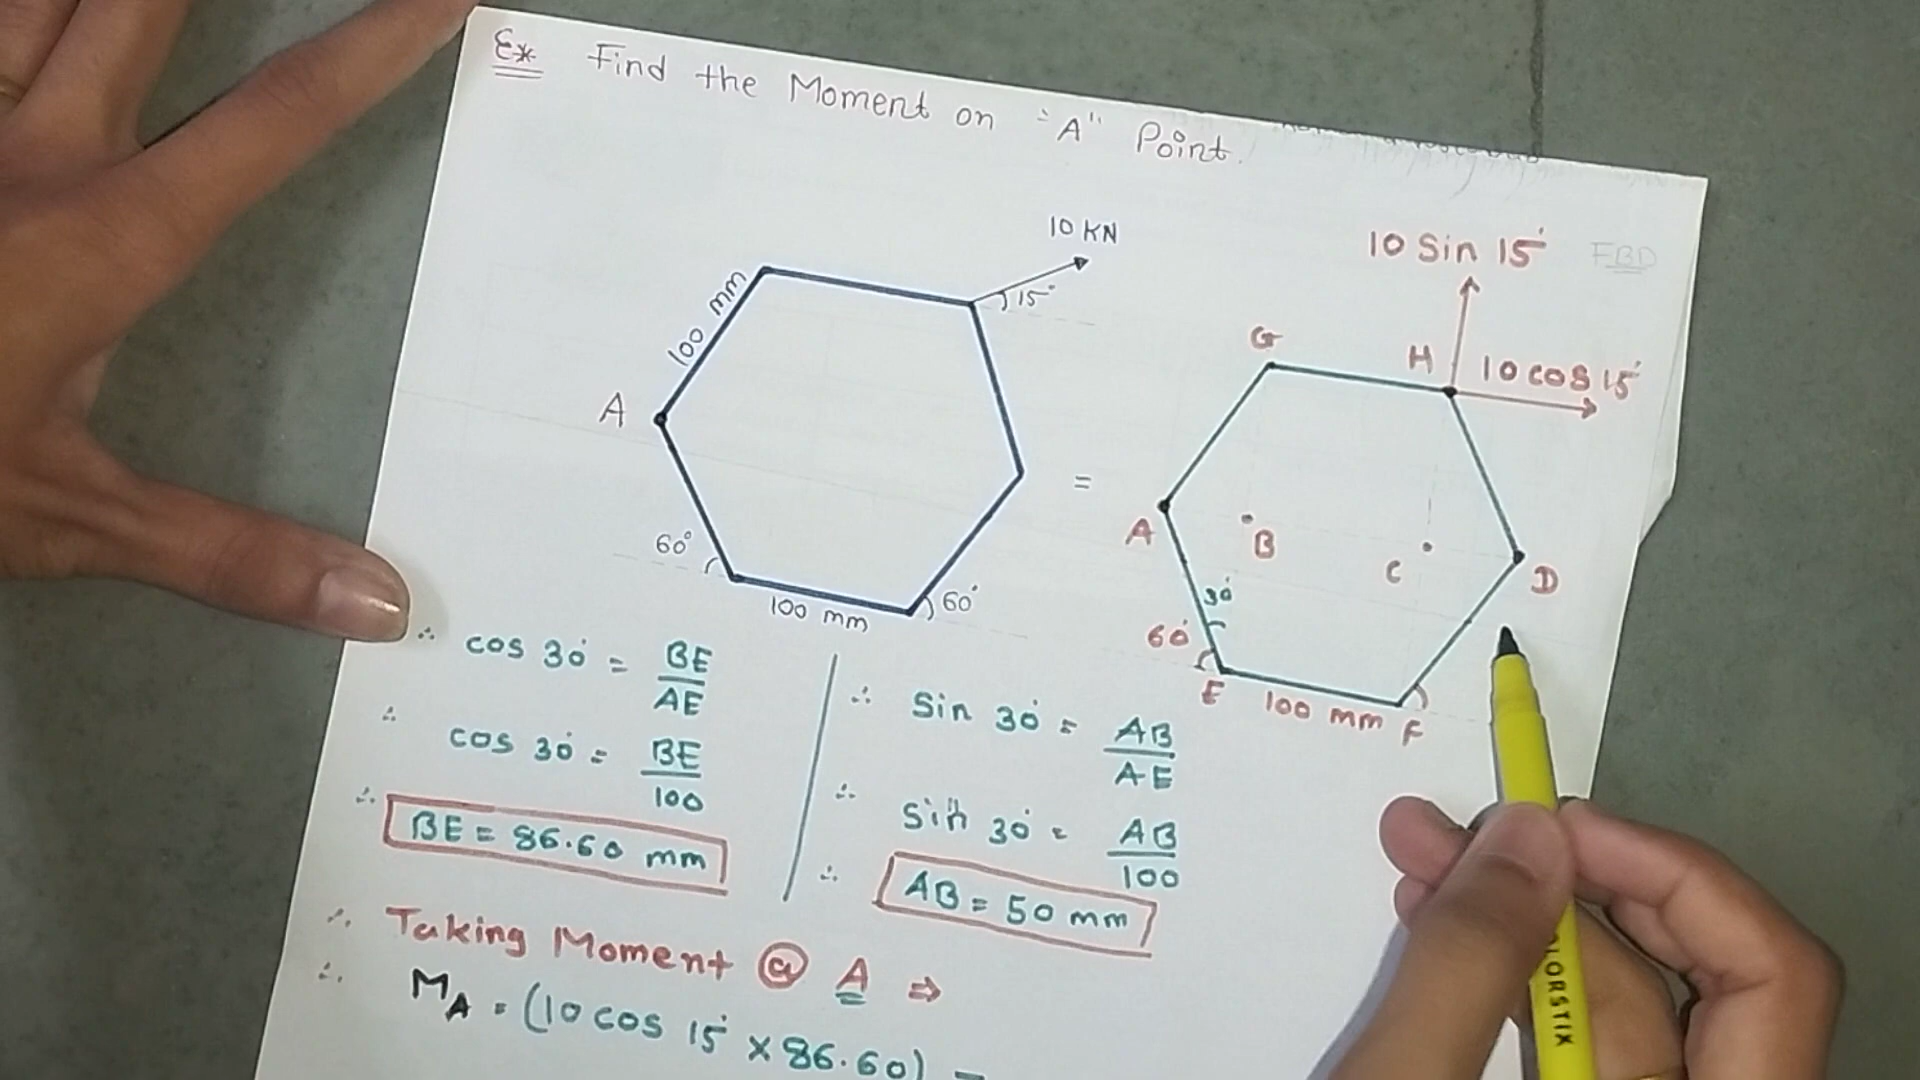 Ex Find the Moment on "A" Point.
10 KN
15°
100 mm
A
60°
100 mm
60°
=
10 Sin 15°
FBD
G
H
10 cos 15°
A
B
C
D
30°
60°
E
100 mm
F
∴ cos 30° = BE/AE
∴ cos 30° = BE/100
∴ BE = 86.60 mm
∴ Sin 30° = AB/AE
∴ Sin 30° = AB/100
∴ AB = 50 mm
∴ Taking Moment @ A ⇒
∴ MA = (10 cos 15° × 86.60) -
COLORSTIX